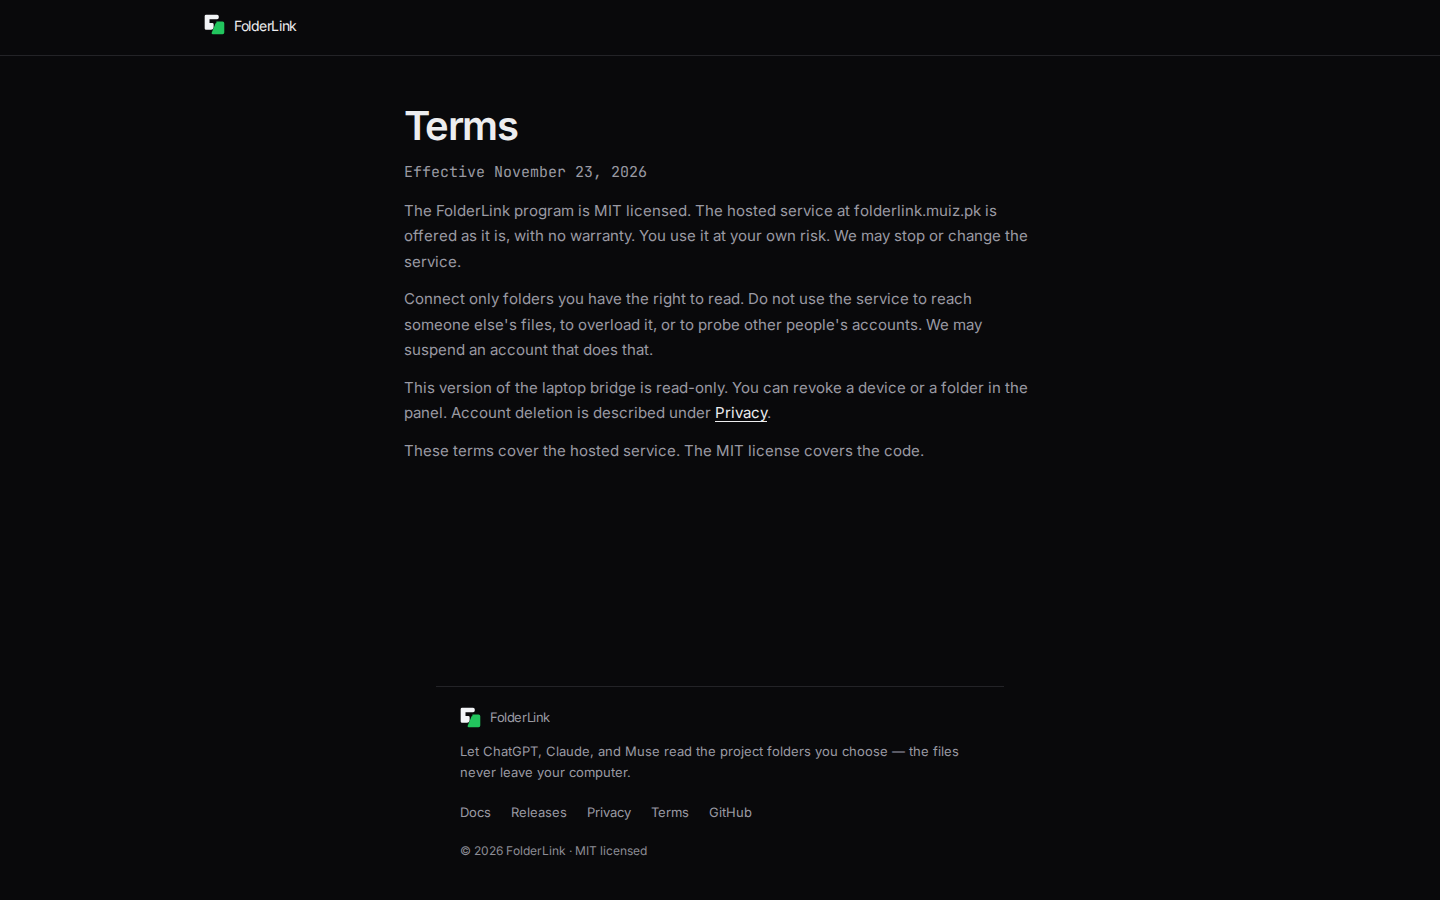 FolderLink
Terms
Effective November 23, 2026
The FolderLink program is MIT licensed. The hosted service at folderlink.muiz.pk is
offered as it is, with no warranty. You use it at your own risk. We may stop or change the
service.
Connect only folders you have the right to read. Do not use the service to reach
someone else's files, to overload it, or to probe other people's accounts. We may
suspend an account that does that.
This version of the laptop bridge is read-only. You can revoke a device or a folder in the
panel. Account deletion is described under Privacy.
These terms cover the hosted service. The MIT license covers the code.
FolderLink
Let ChatGPT, Claude, and Muse read the project folders you choose — the files
never leave your computer.
Docs Releases Privacy Terms GitHub
© 2026 FolderLink · MIT licensed